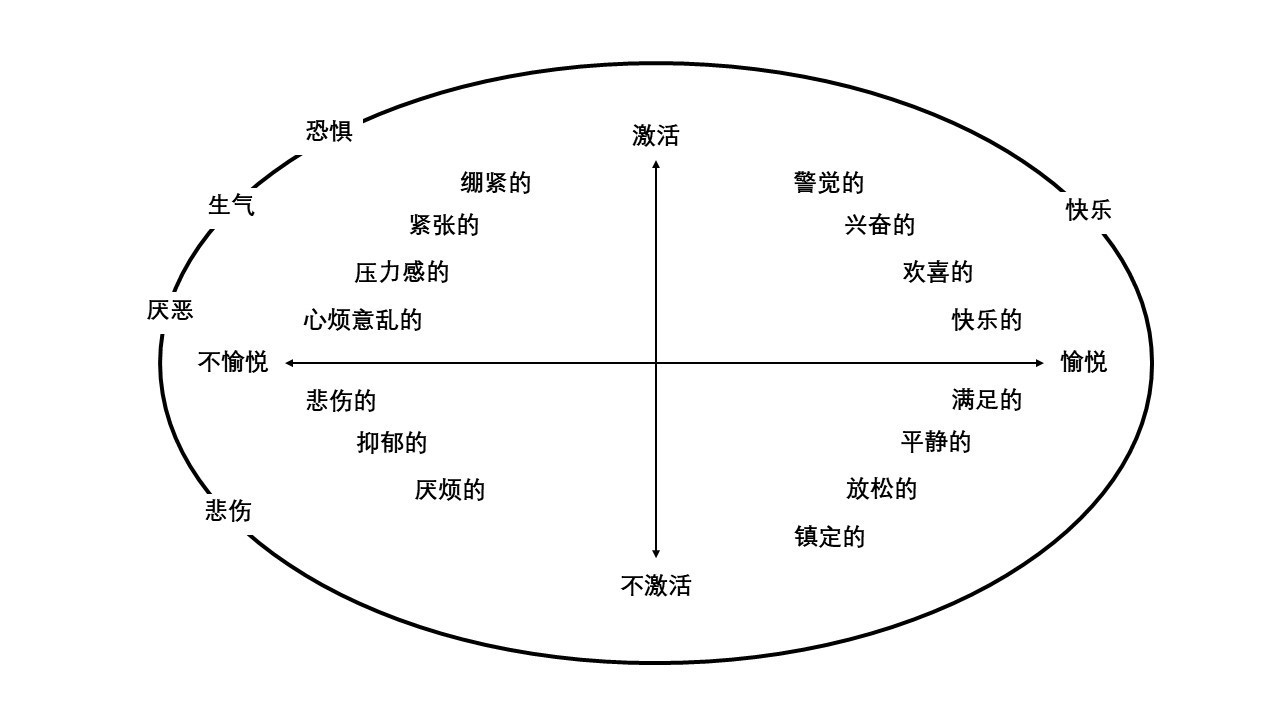 恐惧
激活
绷紧的
警觉的
生气
快乐
紧张的
兴奋的
压力感的
欢喜的
厌恶
心烦意乱的
快乐的
不愉悦
愉悦
悲伤的
满足的
抑郁的
平静的
厌烦的
放松的
悲伤
镇定的
不激活